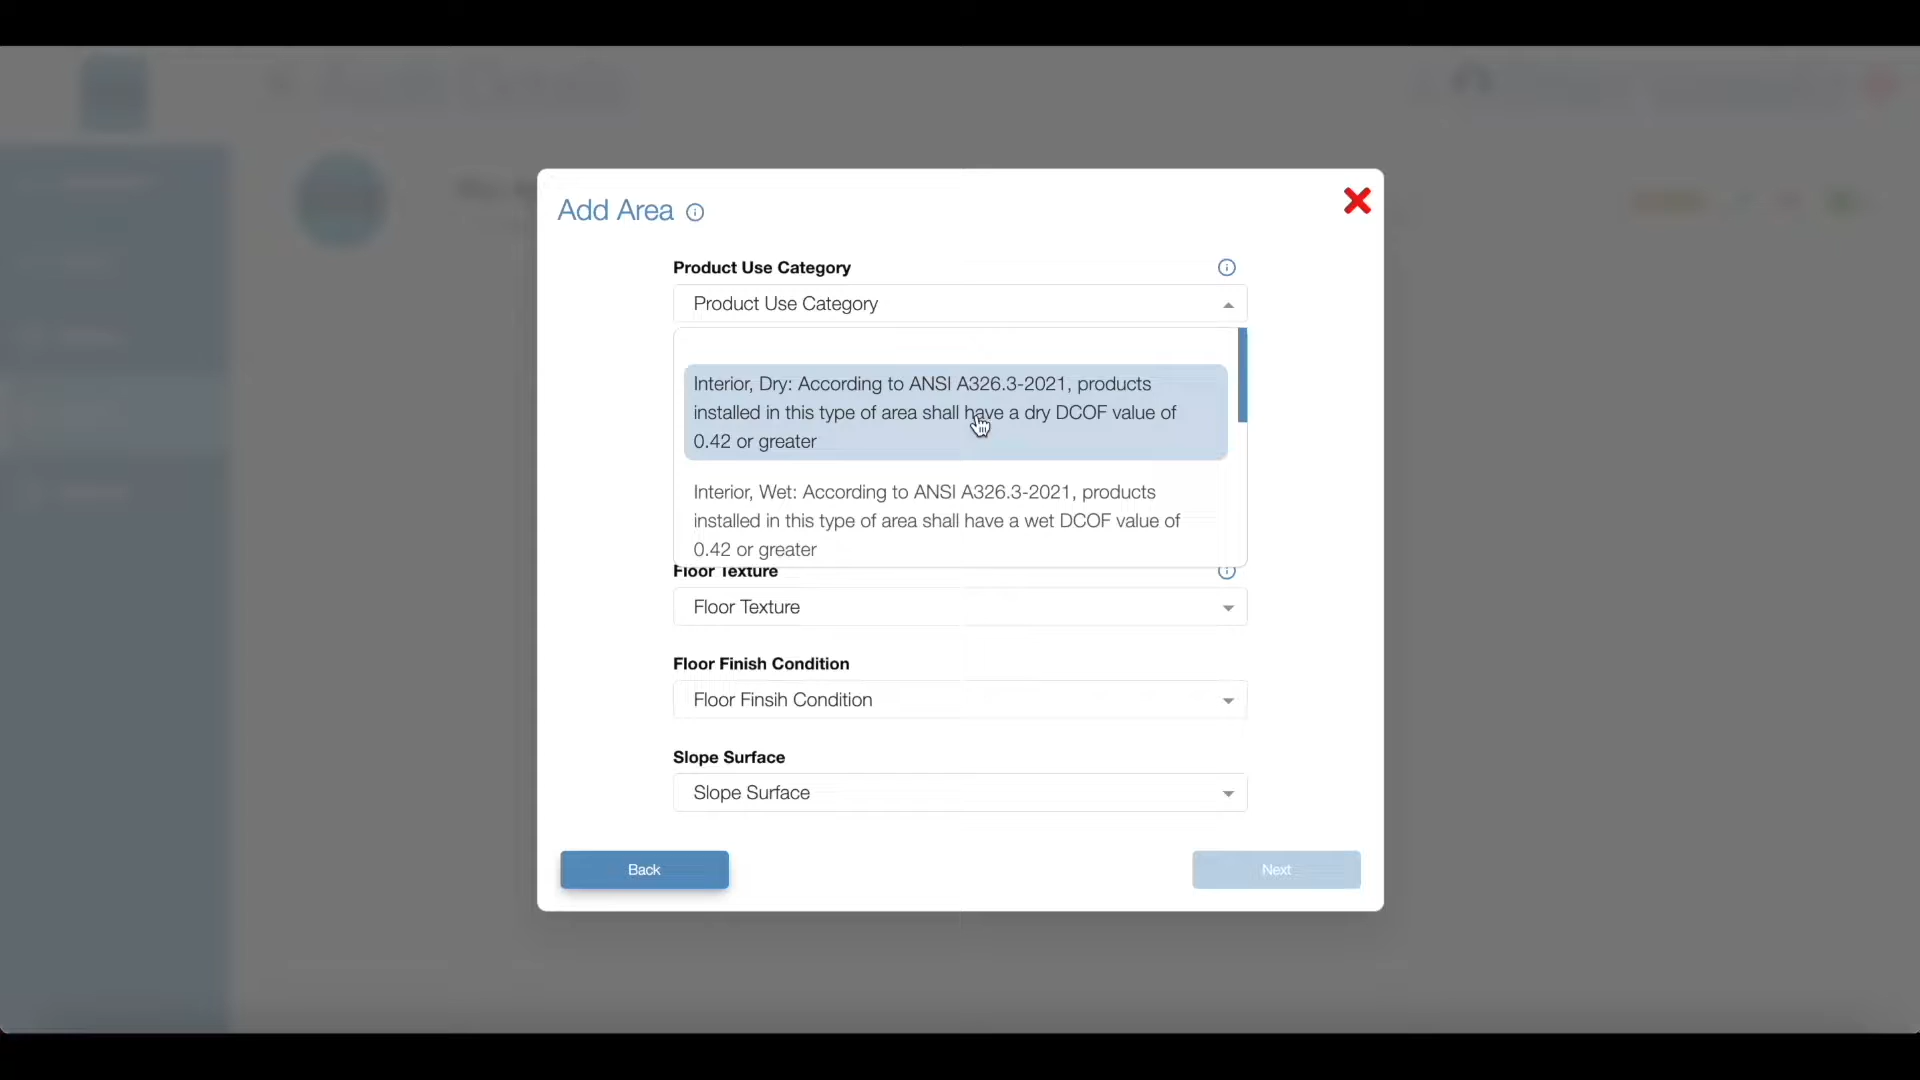 Add Area
Product Use Category
Product Use Category
Interior, Dry: According to ANSI A326.3-2021, products
installed in this type of area shall have a dry DCOF value of
0.42 or greater
Interior, Wet: According to ANSI A326.3-2021, products
installed in this type of area shall have a wet DCOF value of
0.42 or greater
Floor Texture
Floor Texture
Floor Finish Condition
Floor Finsih Condition
Slope Surface
Slope Surface
Back
Next